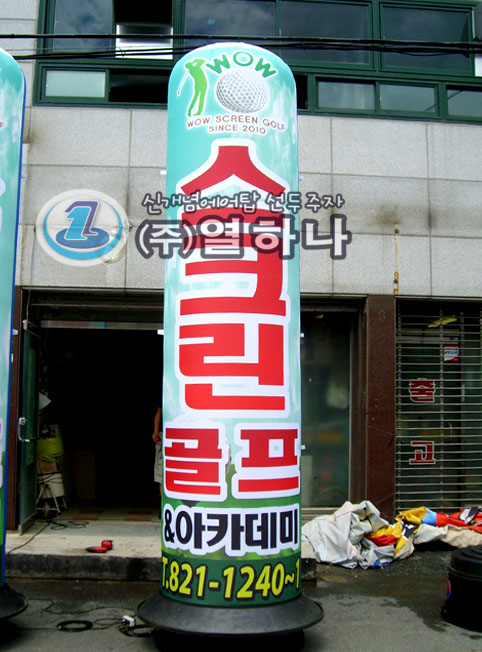 WOW
WOW SCREEN GOLF
SINCE 2010
신개념에어탑 선두주자
1
(주)열하나
스크린
골프
&아카데미
T.821-1240~1
출고